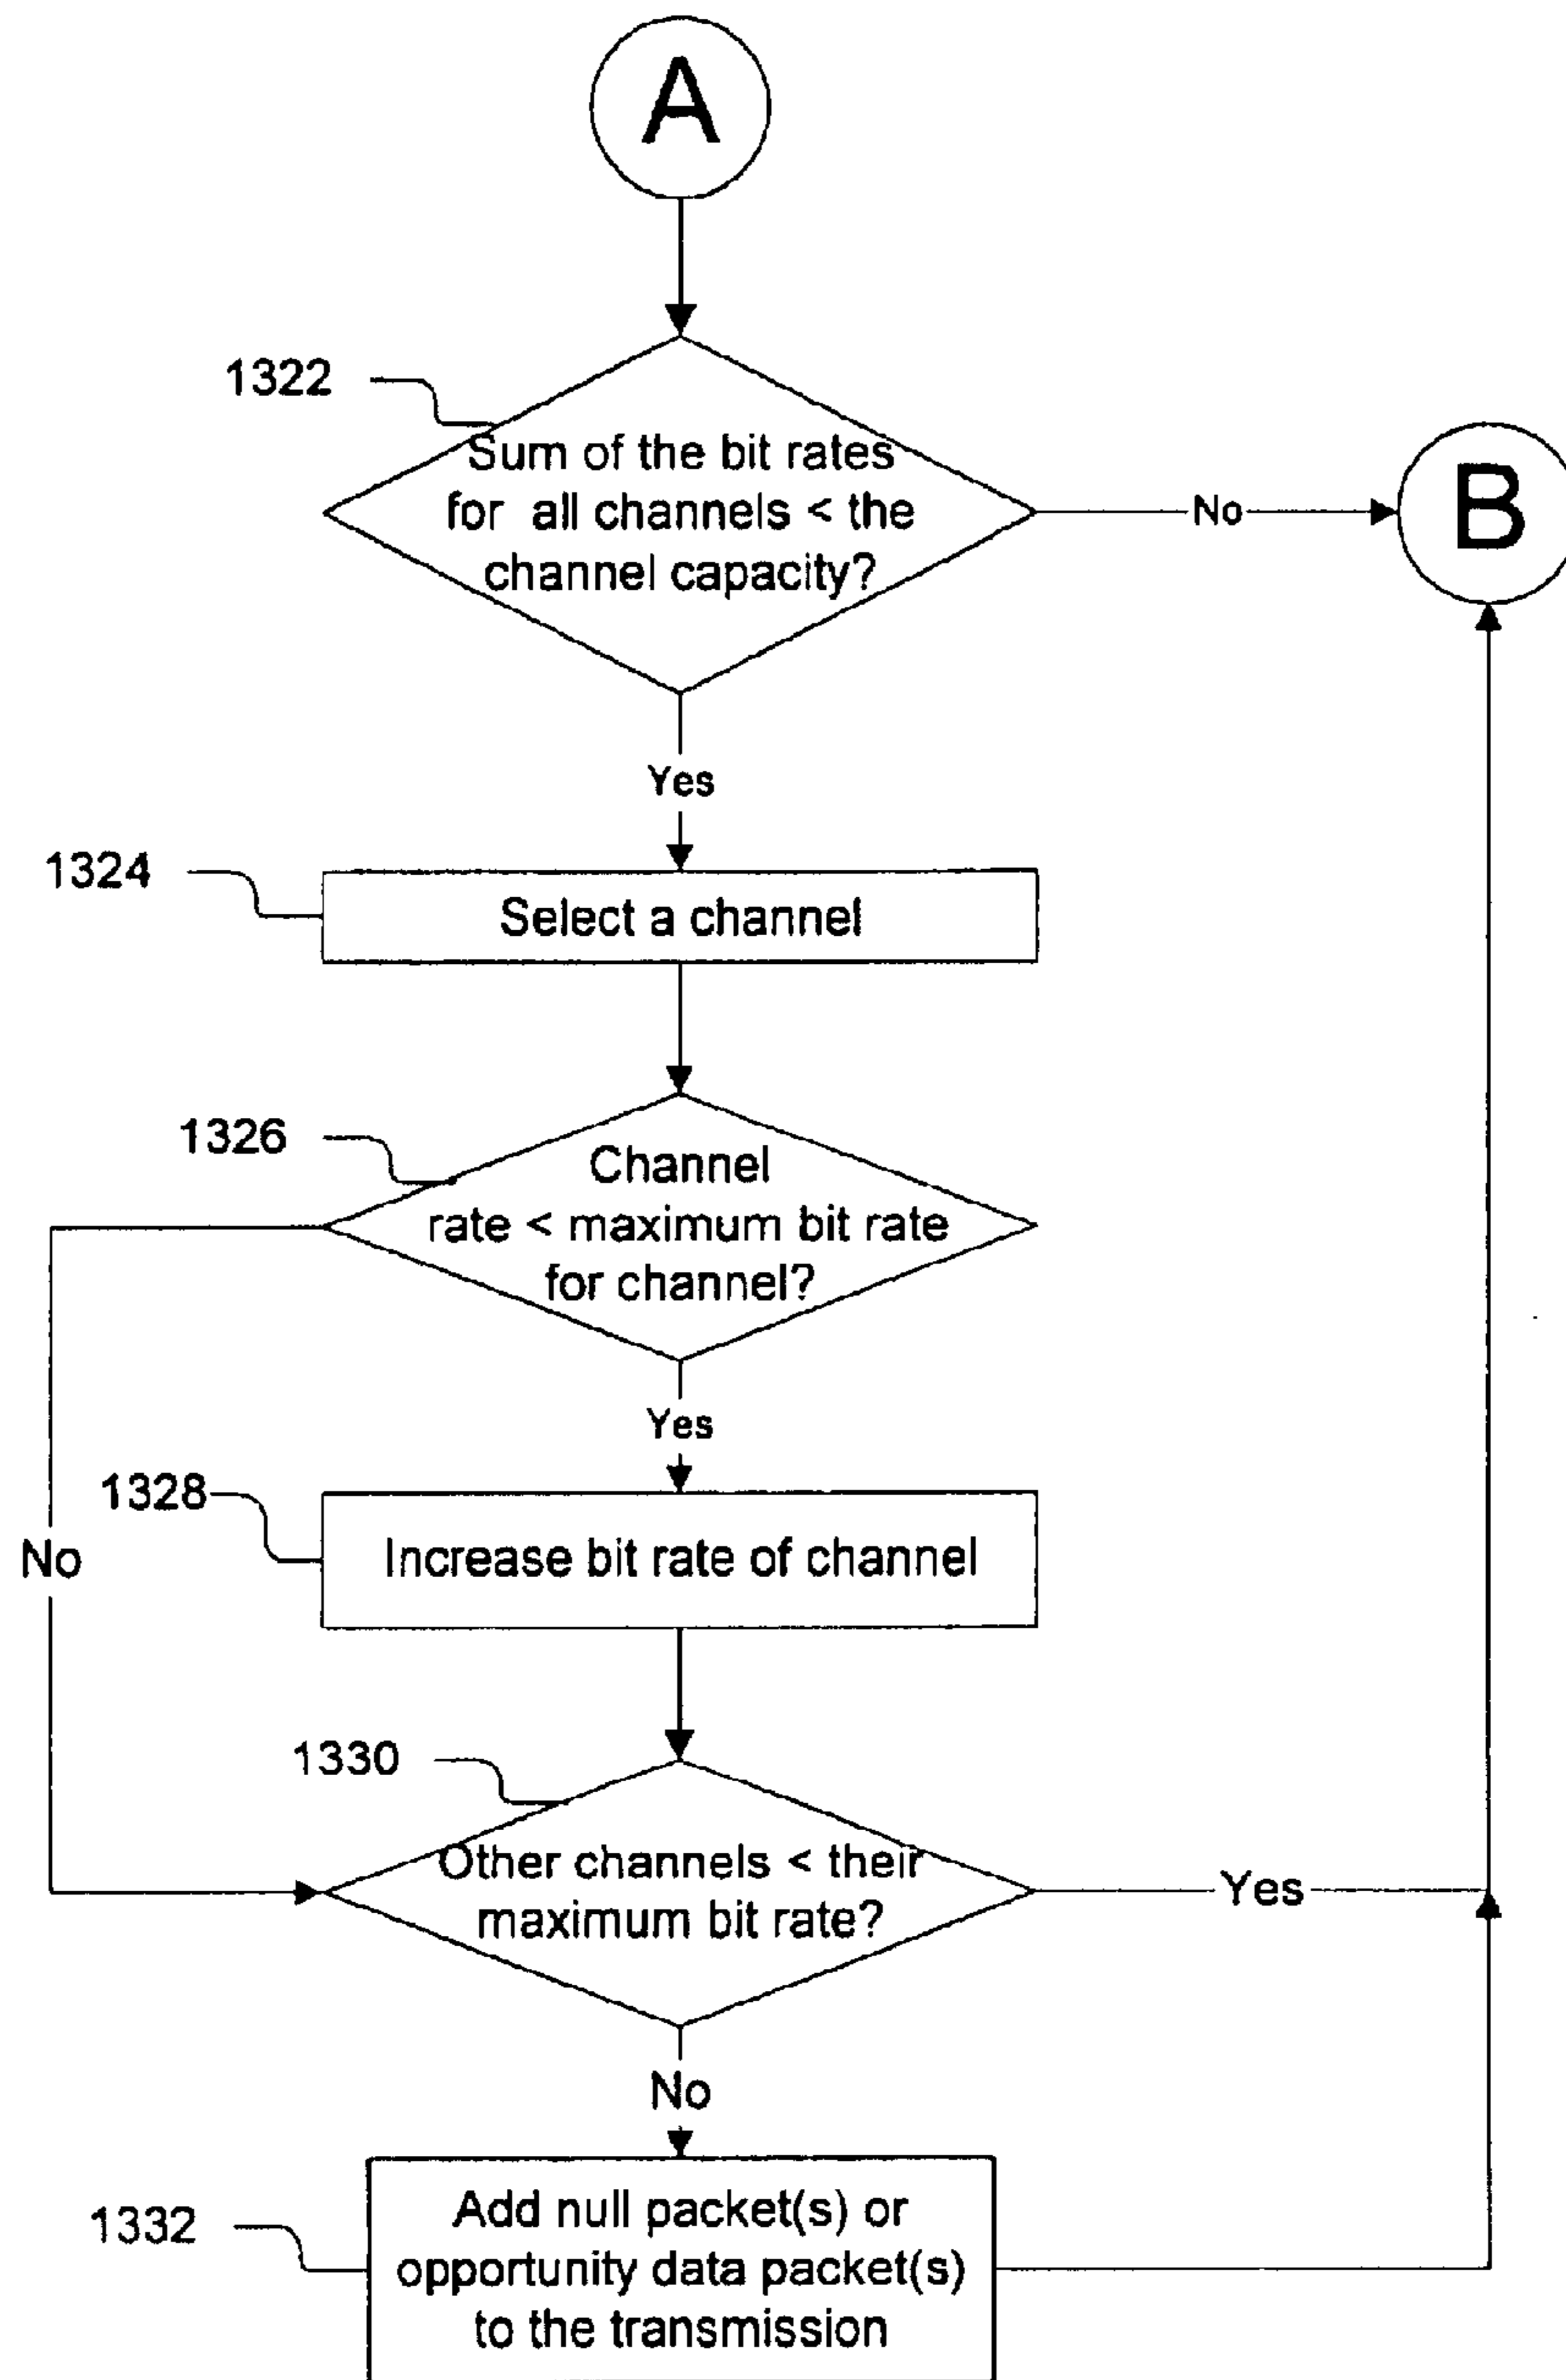 A
1322
Sum of the bit rates
for all channels < the
channel capacity?
No
B
Yes
1324
Select a channel
1326
Channel
rate < maximum bit rate
for channel?
Yes
1328
Increase bit rate of channel
No
1330
Other channels < their
maximum bit rate?
Yes
No
1332
Add null packet(s) or
opportunity data packet(s)
to the transmission